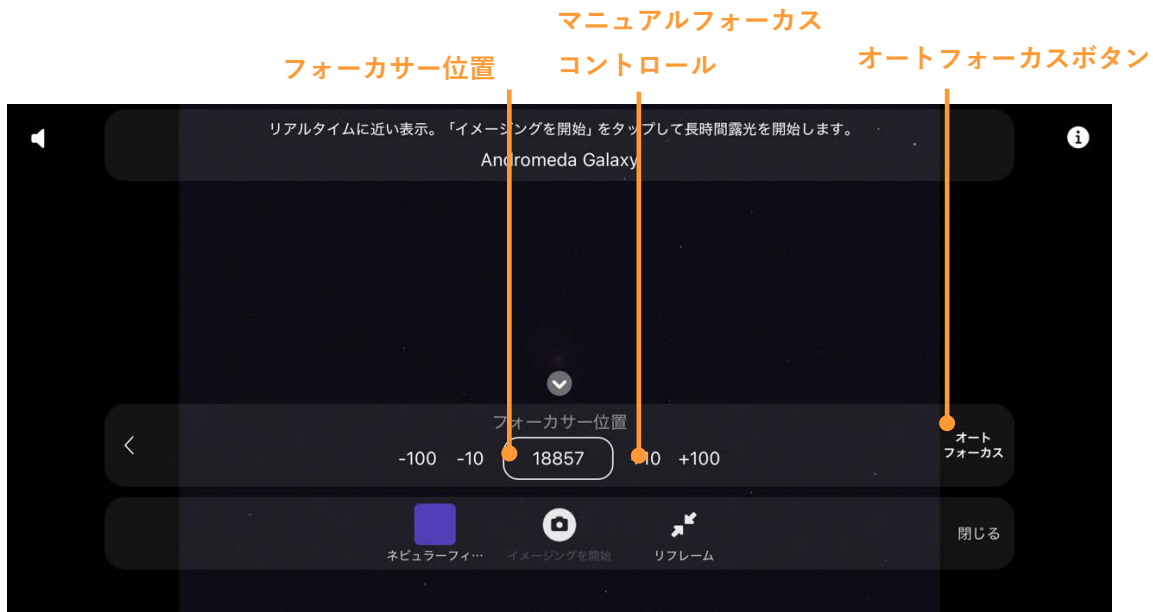 マニュアルフォーカス
コントロール
フォーカサー位置
オートフォーカスボタン
リアルタイムに近い表示。「イメージングを開始」をタップして長時間露光を開始します。
Andromeda Galaxy
フォーカサー位置
-100 -10 18857 +10 +100
オート
フォーカス
ネビュラーフィ… イメージングを開始 リフレーム 閉じる